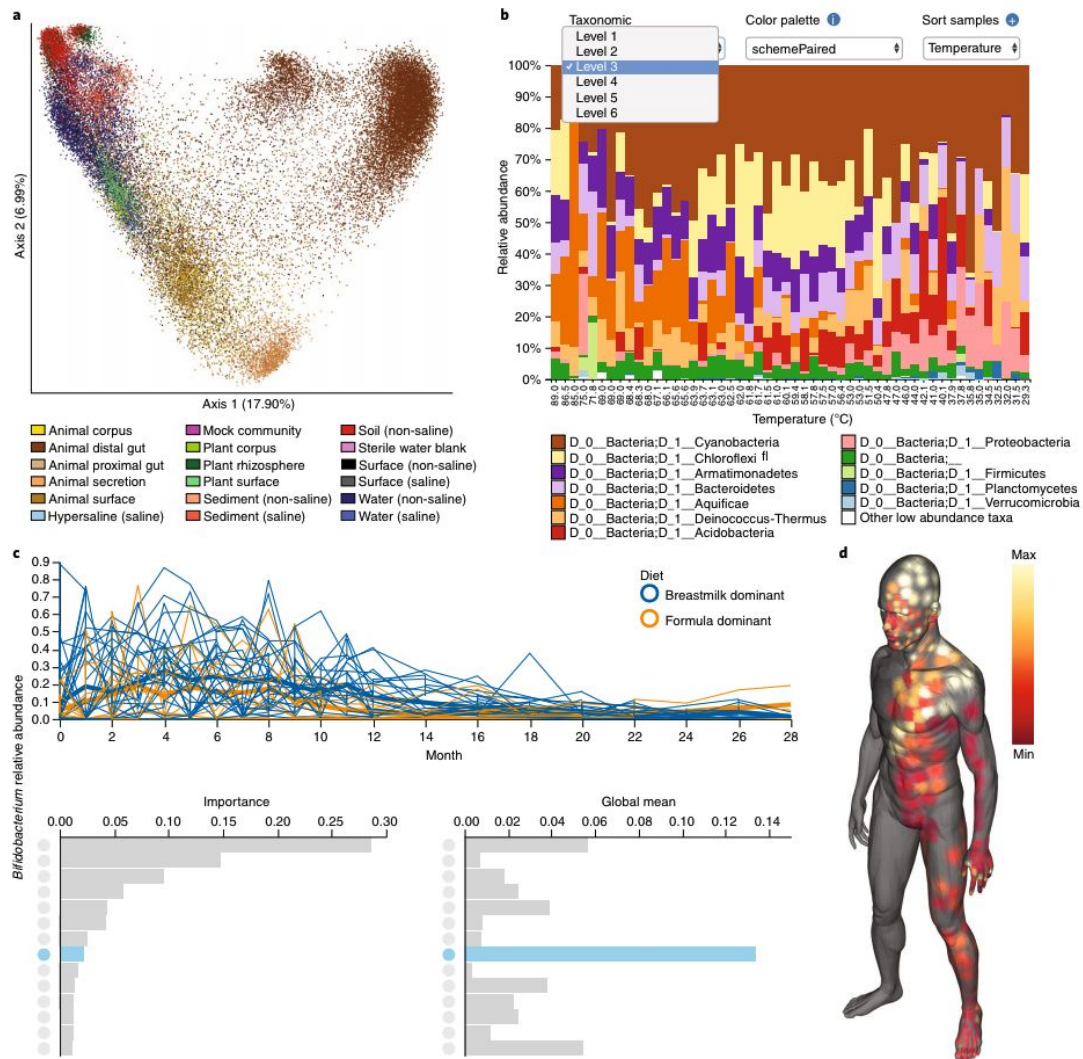 a
Axis 2 (6.99%)
Axis 1 (17.90%)
Animal corpus
Animal distal gut
Animal proximal gut
Animal secretion
Animal surface
Hypersaline (saline)
Mock community
Plant corpus
Plant rhizosphere
Plant surface
Sediment (non-saline)
Sediment (saline)
Soil (non-saline)
Sterile water blank
Surface (non-saline)
Surface (saline)
Water (non-saline)
Water (saline)
b
Taxonomic
Level 1
Level 2
✓ Level 3
Level 4
Level 5
Level 6
Color palette i
schemePaired
Sort samples +
Temperature
Relative abundance
100%
90%
80%
70%
60%
50%
40%
30%
20%
10%
0%
Temperature (°C)
D_0__Bacteria;D_1__Cyanobacteria
D_0__Bacteria;D_1__Chloroflexi fl
D_0__Bacteria;D_1__Armatimonadetes
D_0__Bacteria;D_1__Bacteroidetes
D_0__Bacteria;D_1__Aquificae
D_0__Bacteria;D_1__Deinococcus-Thermus
D_0__Bacteria;D_1__Acidobacteria
D_0__Bacteria;D_1__Proteobacteria
D_0__Bacteria;__
D_0__Bacteria;D_1__Firmicutes
D_0__Bacteria;D_1__Planctomycetes
D_0__Bacteria;D_1__Verrucomicrobia
Other low abundance taxa
c
Bifidobacterium relative abundance
0.9
0.8
0.7
0.6
0.5
0.4
0.3
0.2
0.1
0.0
0 2 4 6 8 10 12 14 16 18 20 22 24 26 28
Month
Diet
Breastmilk dominant
Formula dominant
Importance
0.00 0.05 0.10 0.15 0.20 0.25 0.30
Global mean
0.00 0.02 0.04 0.06 0.08 0.10 0.12 0.14
d
Max
Min